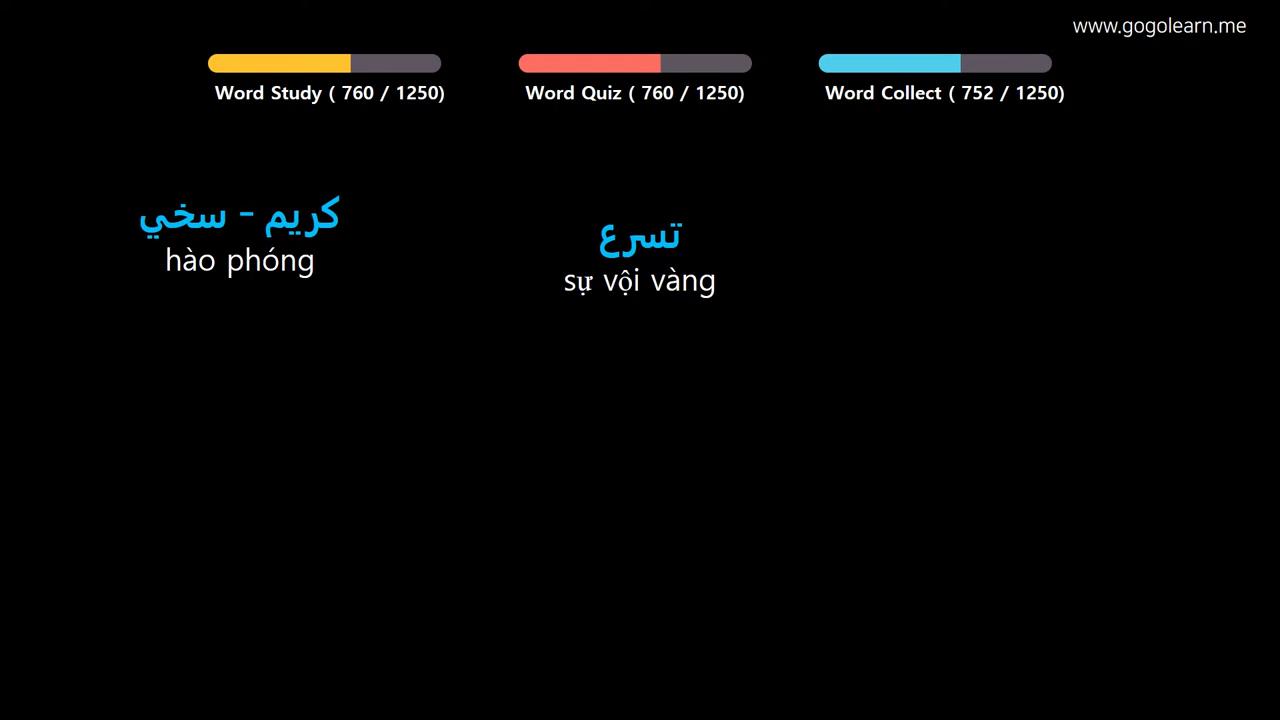 www.gogolearn.me
Word Study ( 760 / 1250)
Word Quiz ( 760 / 1250)
Word Collect ( 752 / 1250)
كريم - سخي
hào phóng
تسرع
sự vội vàng